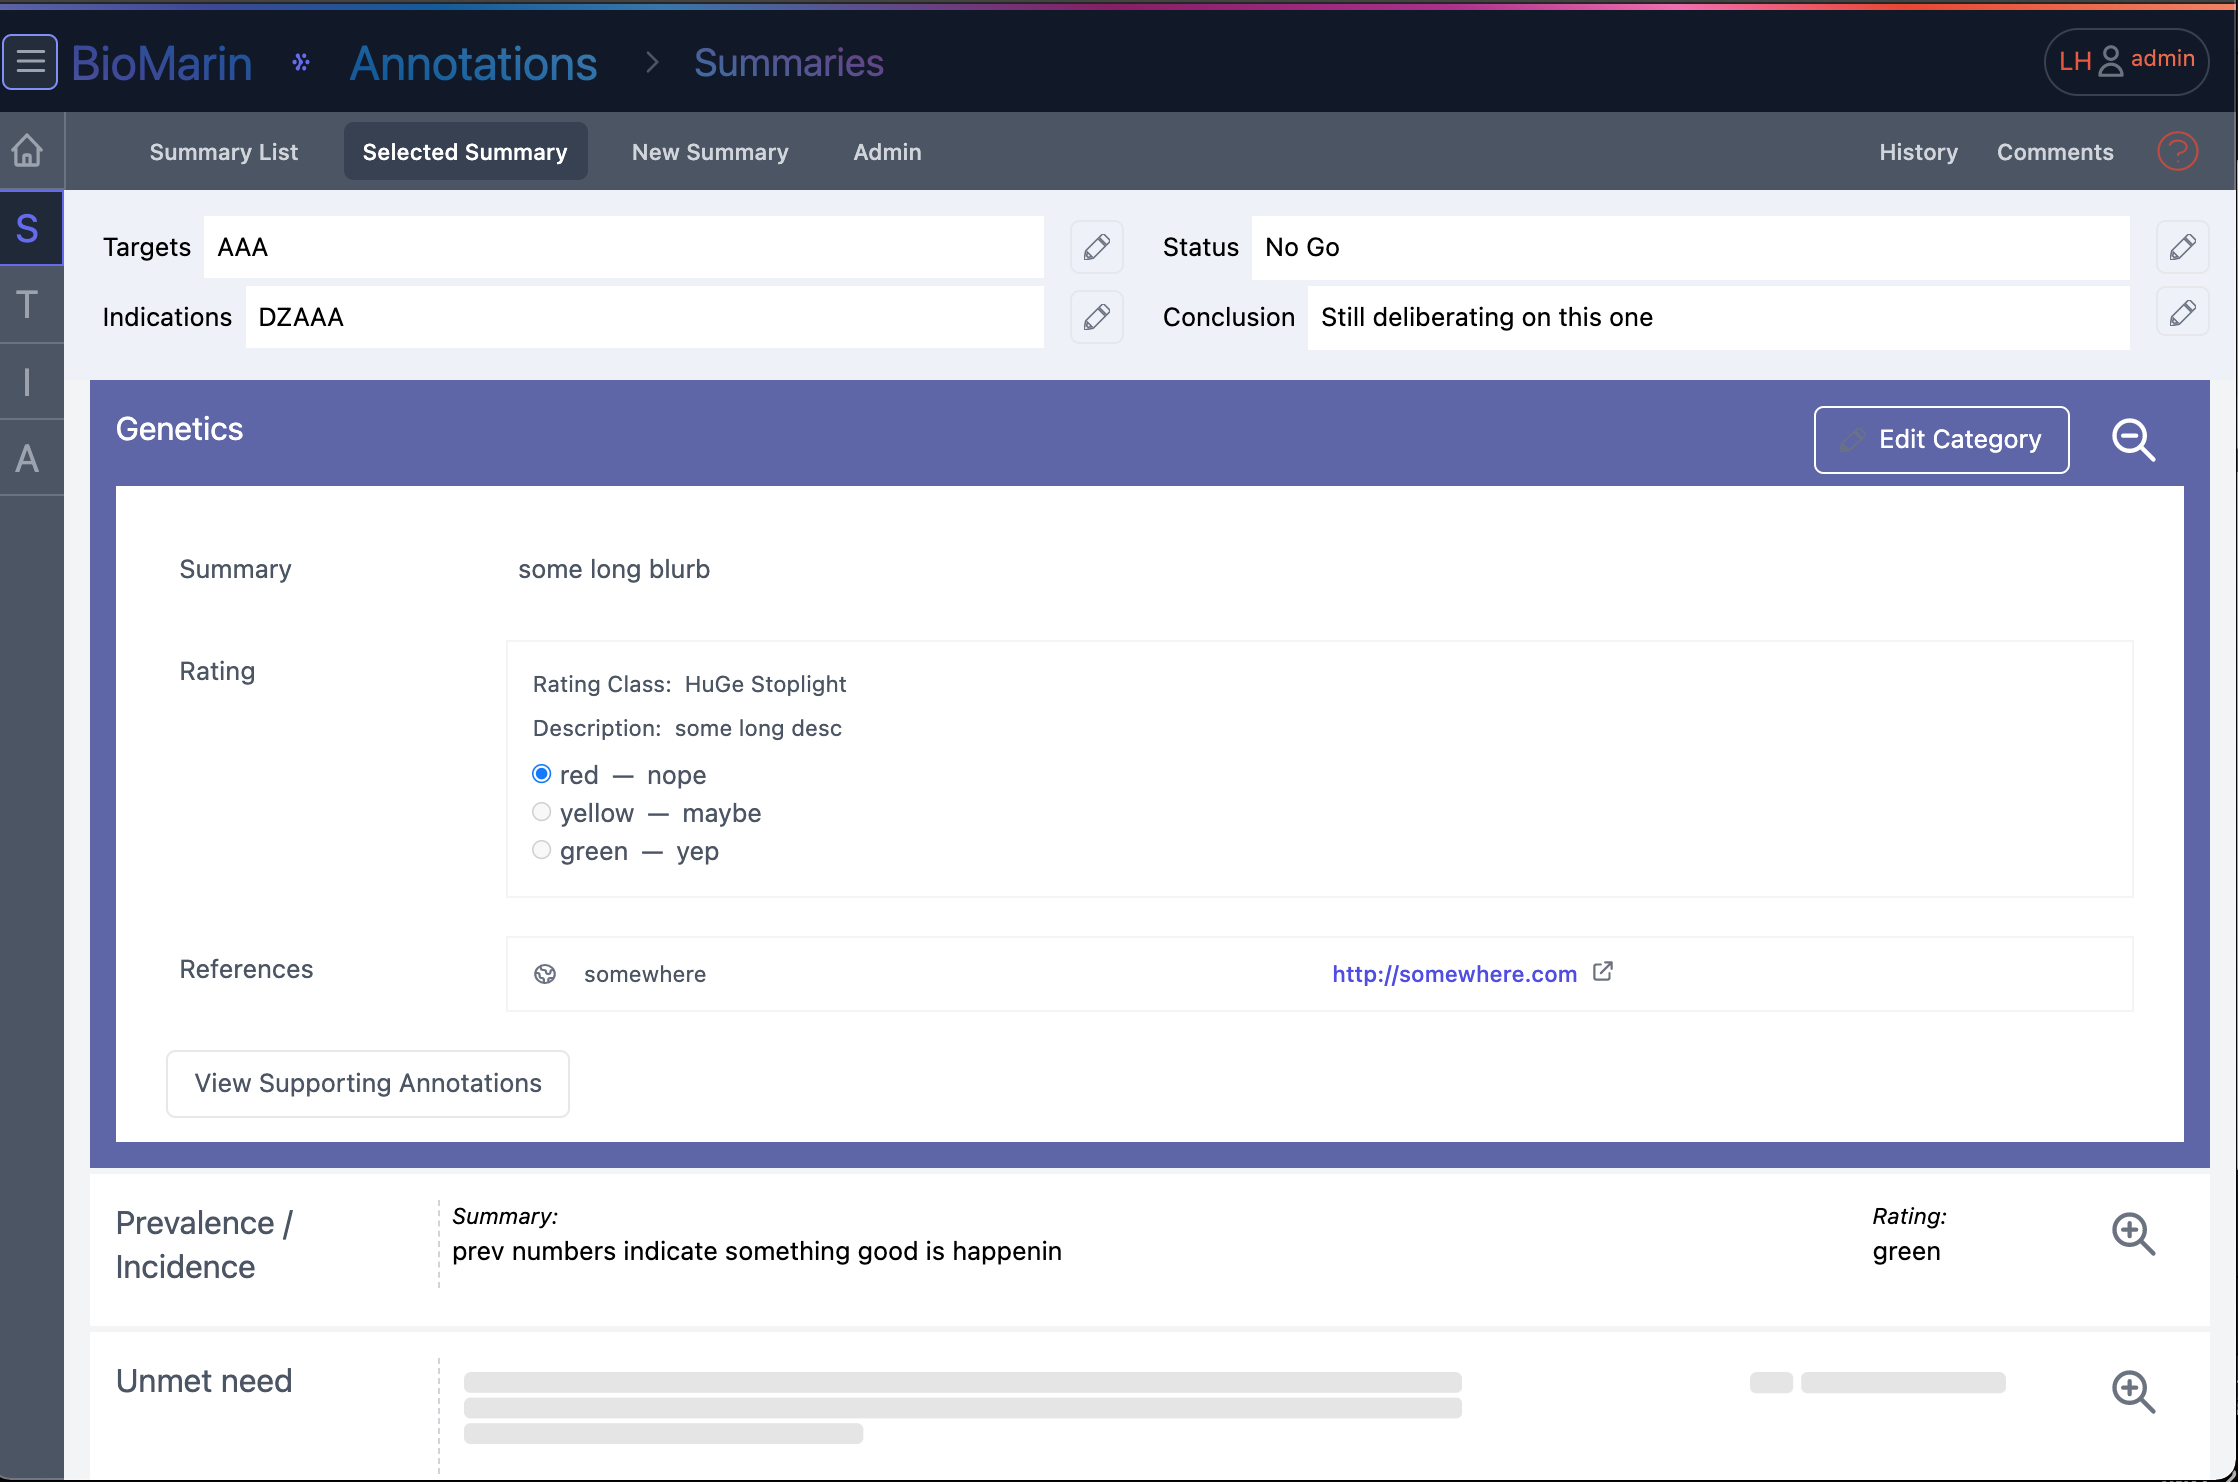 BioMarin Annotations > Summaries LH admin
Summary List Selected Summary New Summary Admin History Comments ?
S
T
I
A
Targets AAA Status No Go
Indications DZAAA Conclusion Still deliberating on this one
Genetics Edit Category
Summary some long blurb
Rating
Rating Class: HuGe Stoplight
Description: some long desc
red — nope
yellow — maybe
green — yep
References somewhere http://somewhere.com
View Supporting Annotations
Prevalence /
Incidence
Summary:
prev numbers indicate something good is happenin
Rating:
green
Unmet need